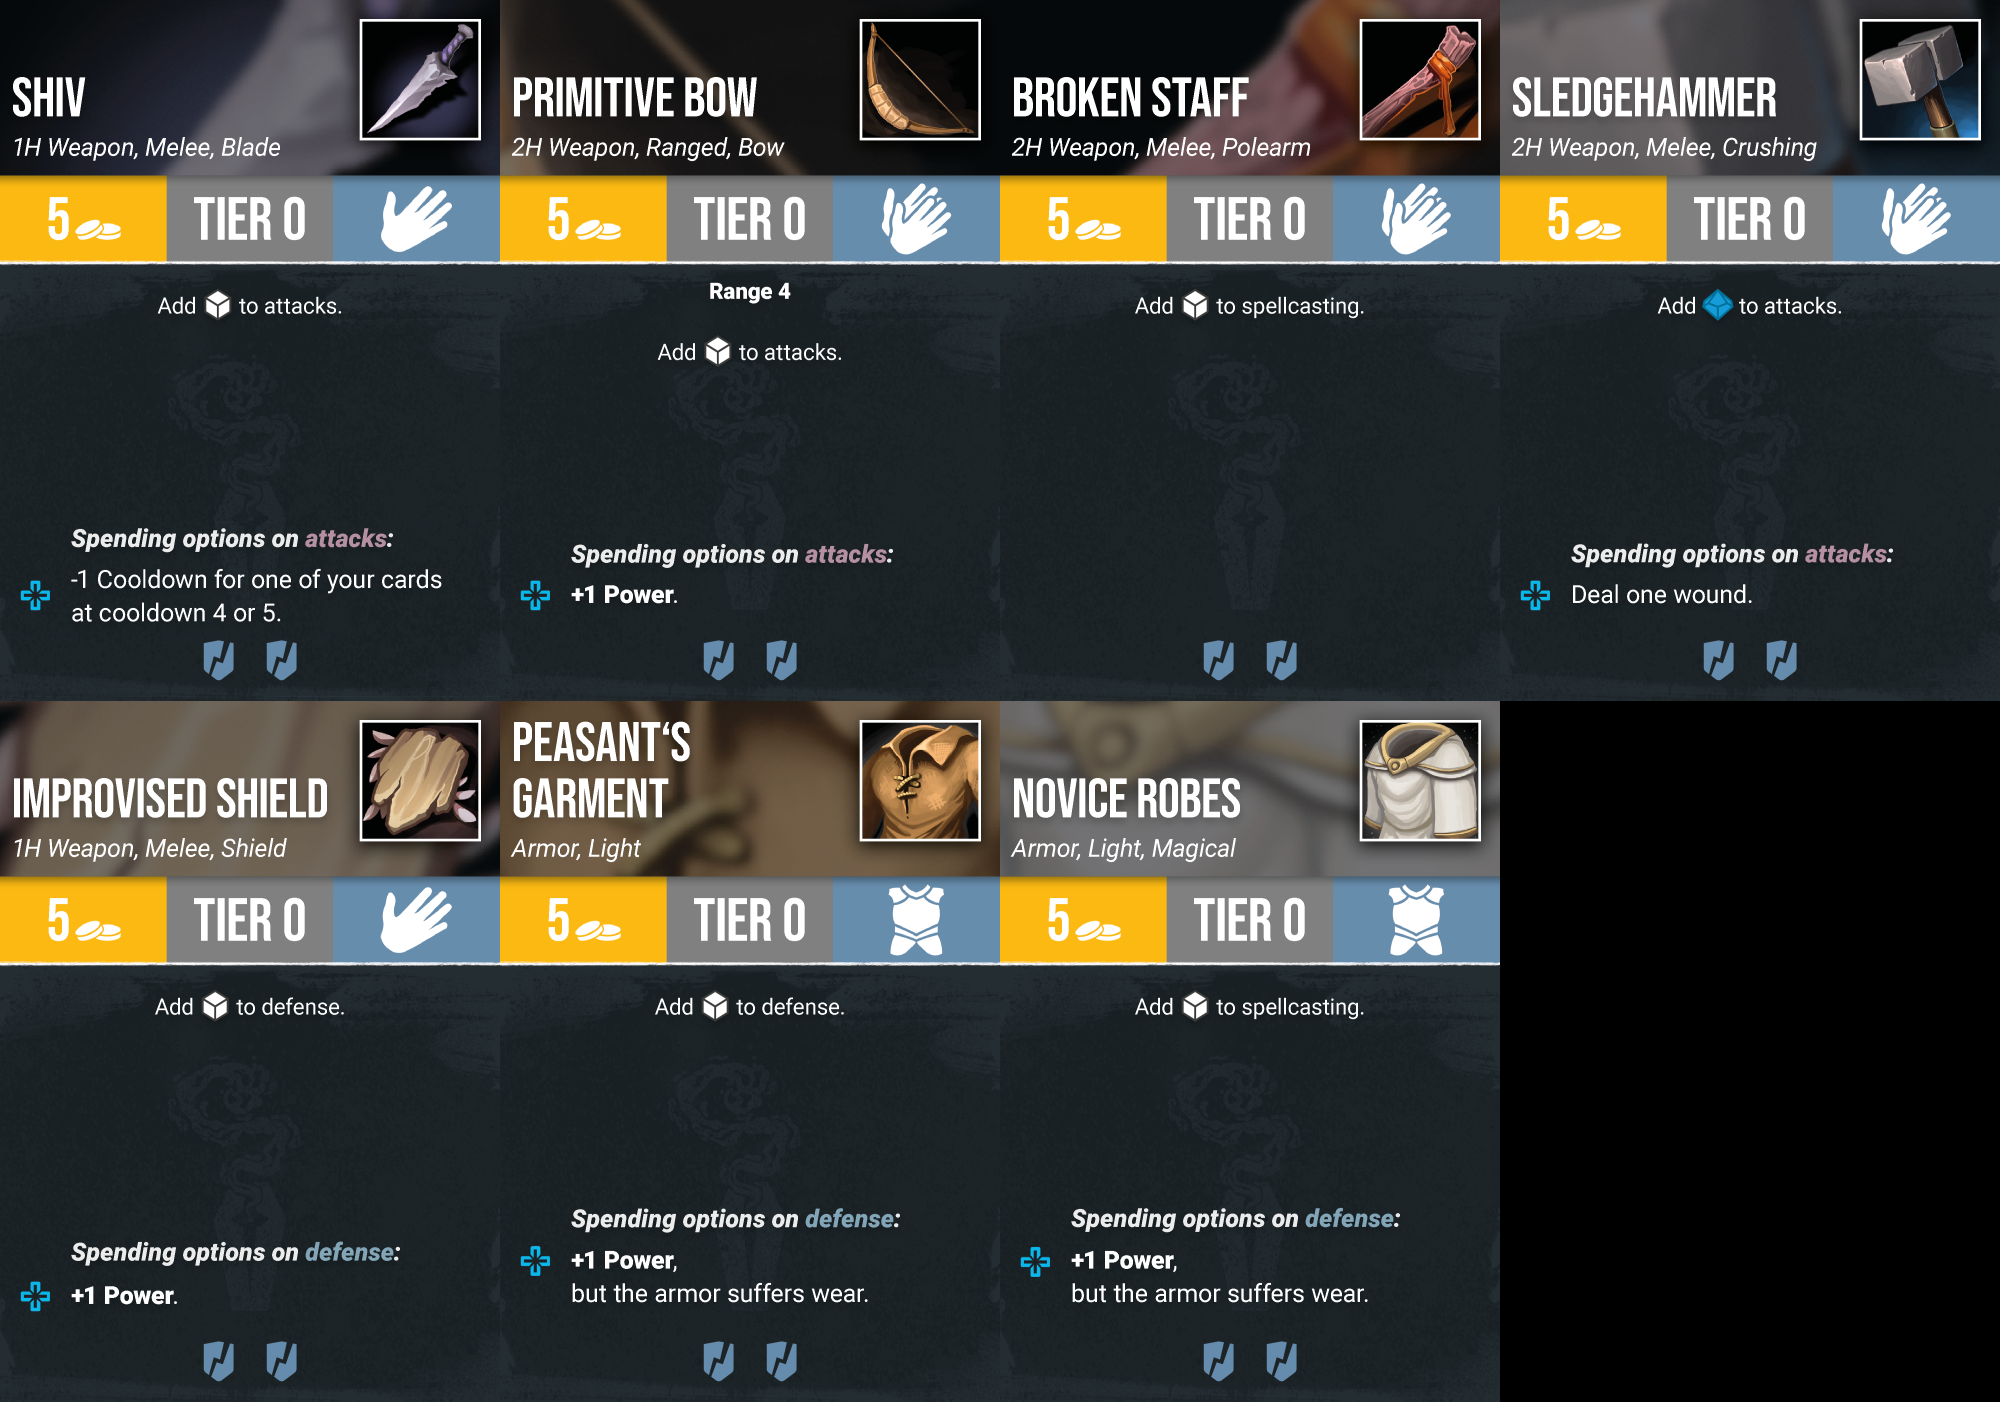 SHIV
1H Weapon, Melee, Blade
5
TIER 0
Add to attacks.
Spending options on attacks:
-1 Cooldown for one of your cards
at cooldown 4 or 5.
PRIMITIVE BOW
2H Weapon, Ranged, Bow
5
TIER 0
Range 4
Add to attacks.
Spending options on attacks:
+1 Power.
BROKEN STAFF
2H Weapon, Melee, Polearm
5
TIER 0
Add to spellcasting.
SLEDGEHAMMER
2H Weapon, Melee, Crushing
5
TIER 0
Add to attacks.
Spending options on attacks:
Deal one wound.
IMPROVISED SHIELD
1H Weapon, Melee, Shield
5
TIER 0
Add to defense.
Spending options on defense:
+1 Power.
PEASANT‘S
GARMENT
Armor, Light
5
TIER 0
Add to defense.
Spending options on defense:
+1 Power,
but the armor suffers wear.
NOVICE ROBES
Armor, Light, Magical
5
TIER 0
Add to spellcasting.
Spending options on defense:
+1 Power,
but the armor suffers wear.